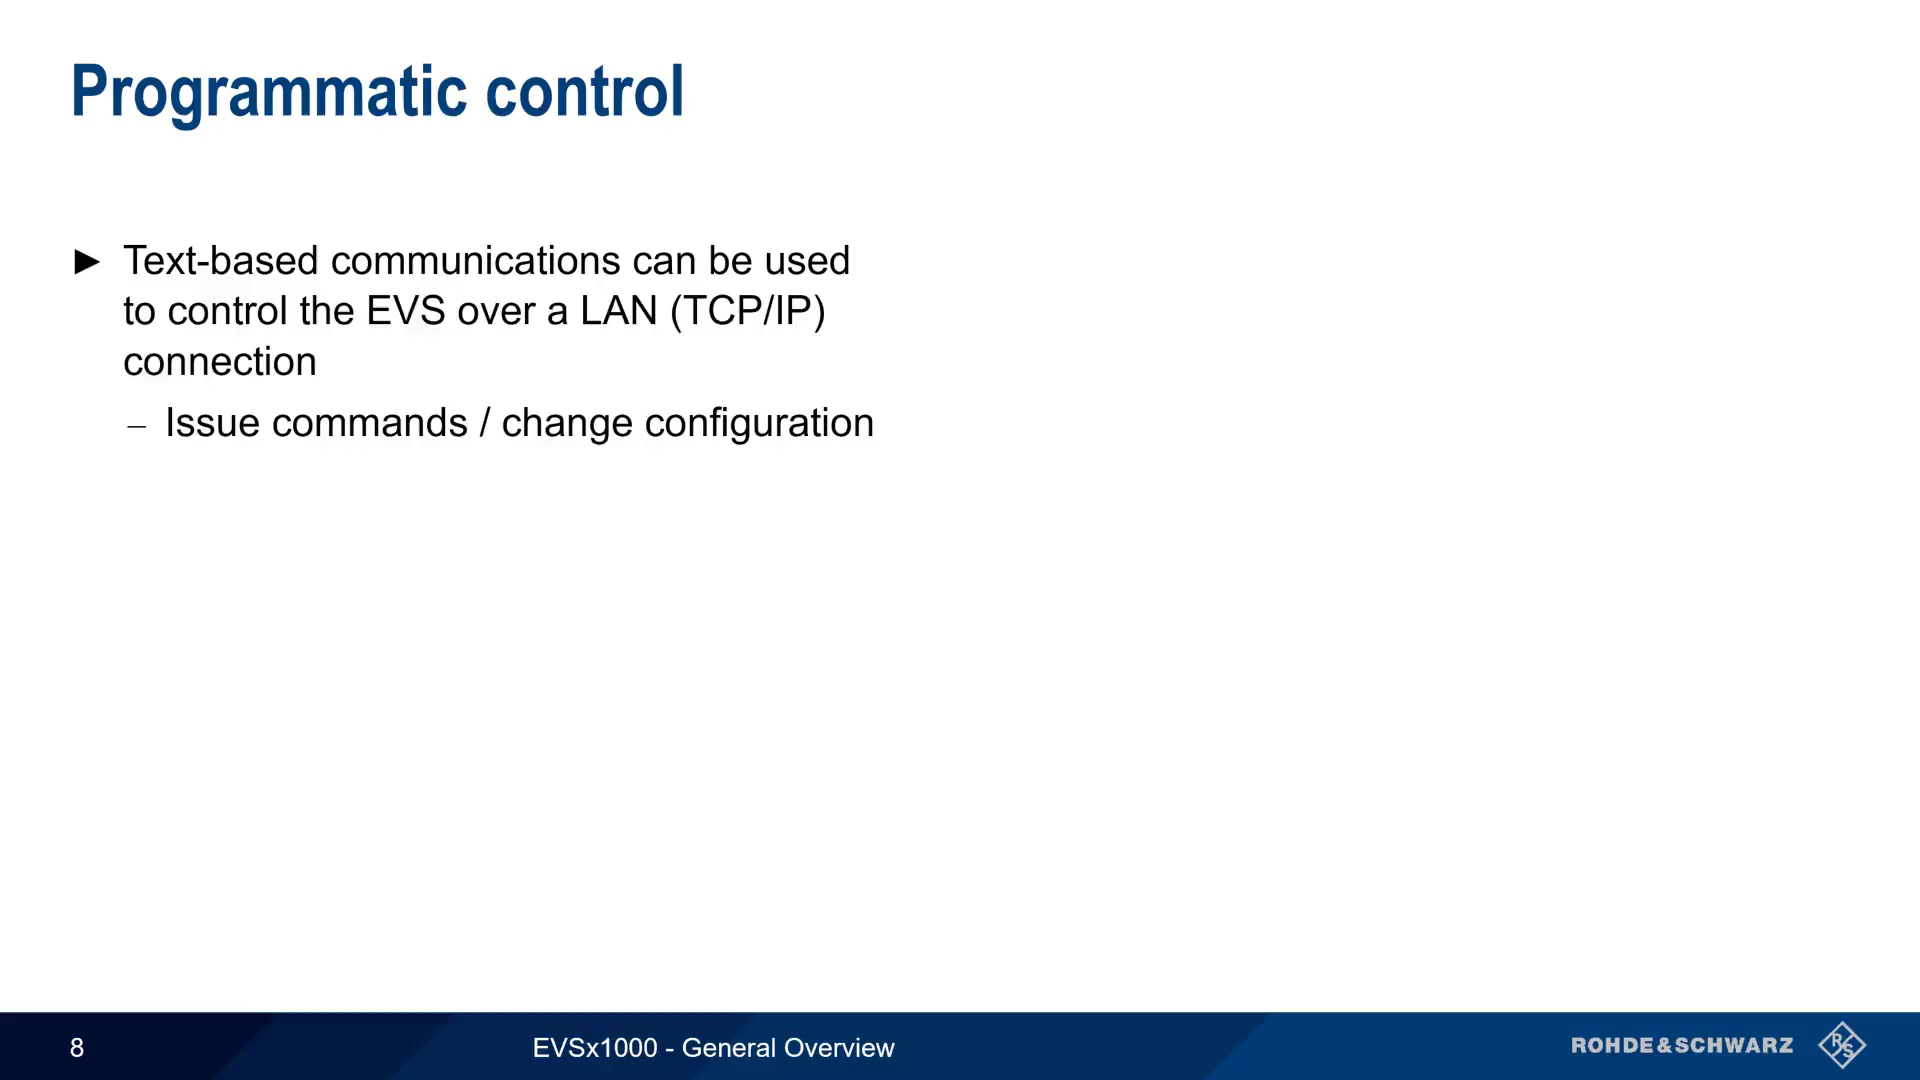 Programmatic control
► Text-based communications can be used
to control the EVS over a LAN (TCP/IP)
connection
– Issue commands / change configuration
8
EVSx1000 - General Overview
ROHDE&SCHWARZ
R&S